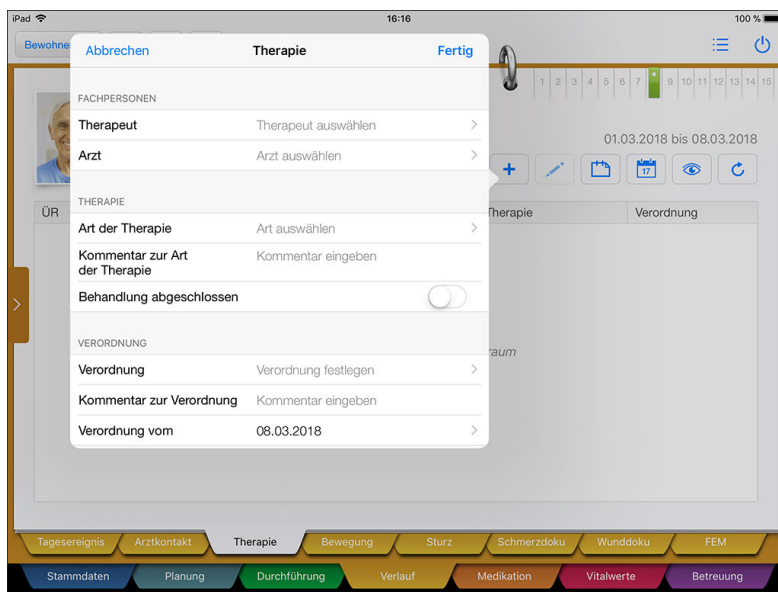 iPad 16:16 100 %
Bewohne
Abbrechen Therapie Fertig
1 2 3 4 5 6 7 9 10 11 12 13 14 15
FACHPERSONEN
Therapeut Therapeut auswählen
Arzt Arzt auswählen
01.03.2018 bis 08.03.2018
17
THERAPIE
ÜR Therapie Verordnung
Art der Therapie Art auswählen
Kommentar zur Art Kommentar eingeben
der Therapie
Behandlung abgeschlossen
VERORDNUNG
raum
Verordnung Verordnung festlegen
Kommentar zur Verordnung Kommentar eingeben
Verordnung vom 08.03.2018
Tagesereignis Arztkontakt Therapie Bewegung Sturz Schmerzdoku Wunddoku FEM
Stammdaten Planung Durchführung Verlauf Medikation Vitalwerte Betreuung